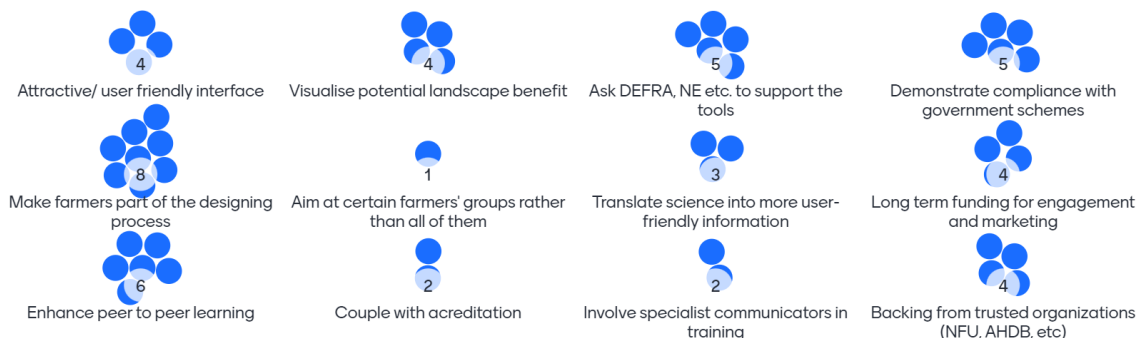 4
Attractive/ user friendly interface
4
Visualise potential landscape benefit
5
Ask DEFRA, NE etc. to support the
tools
5
Demonstrate compliance with
government schemes
8
Make farmers part of the designing
process
1
Aim at certain farmers' groups rather
than all of them
3
Translate science into more user-
friendly information
4
Long term funding for engagement
and marketing
6
Enhance peer to peer learning
2
Couple with acreditation
2
Involve specialist communicators in
training
4
Backing from trusted organizations
(NFU, AHDB, etc)